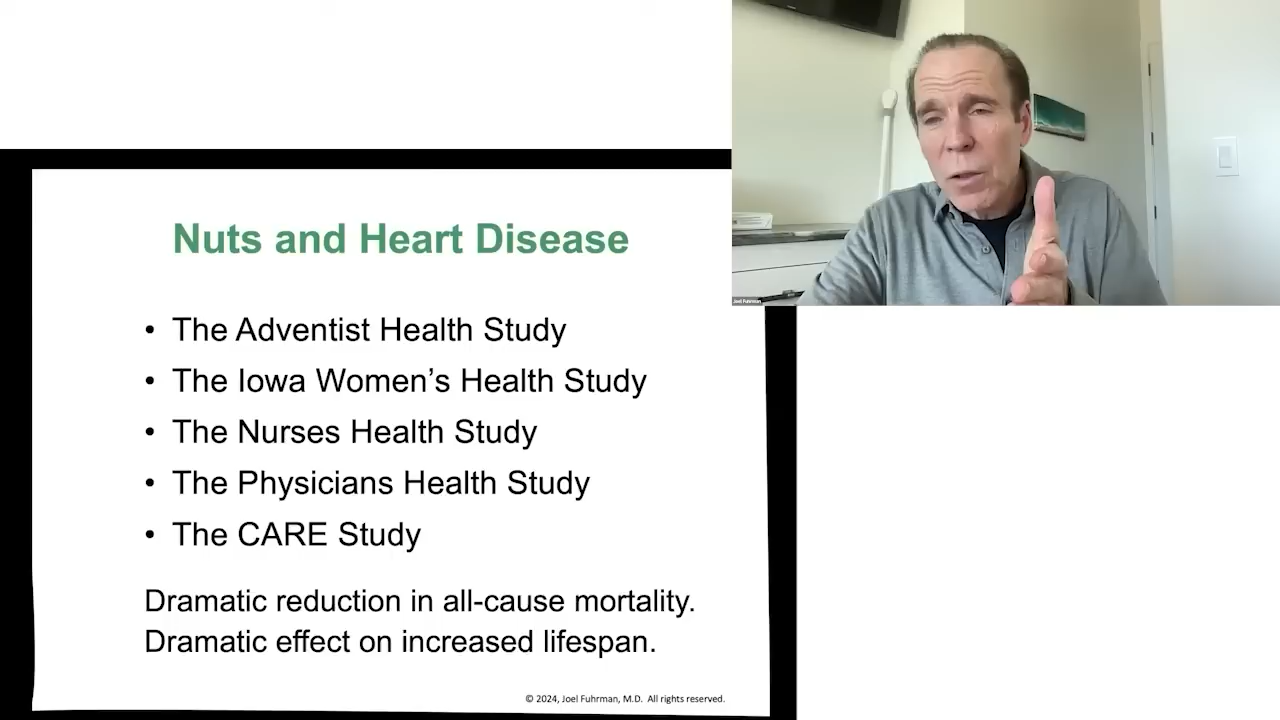 Nuts and Heart Disease
• The Adventist Health Study
• The Iowa Women’s Health Study
• The Nurses Health Study
• The Physicians Health Study
• The CARE Study
Dramatic reduction in all-cause mortality.
Dramatic effect on increased lifespan.
© 2024, Joel Fuhrman, M.D. All rights reserved.
Joel Fuhrman